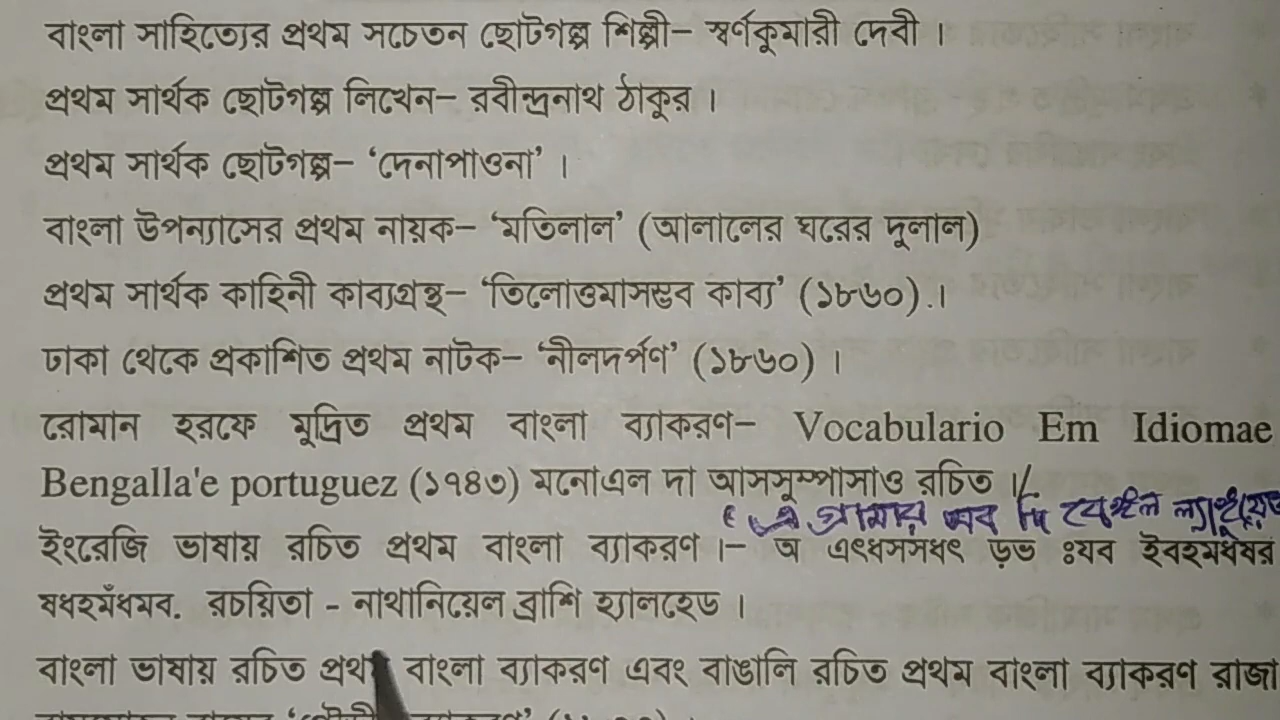 বাংলা সাহিত্যের প্রথম সচেতন ছোটগল্প শিল্পী– স্বর্ণকুমারী দেবী ।
প্রথম সার্থক ছোটগল্প লিখেন– রবীন্দ্রনাথ ঠাকুর ।
প্রথম সার্থক ছোটগল্প– ‘দেনাপাওনা’ ।
বাংলা উপন্যাসের প্রথম নায়ক– ‘মতিলাল’ (আলালের ঘরের দুলাল)
প্রথম সার্থক কাহিনী কাব্যগ্রন্থ– ‘তিলোত্তমাসম্ভব কাব্য’ (১৮৬০).।
ঢাকা থেকে প্রকাশিত প্রথম নাটক– ‘নীলদর্পণ’ (১৮৬০) ।
রোমান হরফে মুদ্রিত প্রথম বাংলা ব্যাকরণ– Vocabulario Em Idiomae
Bengalla'e portuguez (১৭৪৩) মনোএল দা আসসুম্পাসাও রচিত ।
এ গ্রামার অব দি বেঙ্গল ল্যাঙ্গুয়েজ
ইংরেজি ভাষায় রচিত প্রথম বাংলা ব্যাকরণ ।– অ এৎধসসধৎ ড়ভ ঃযব ইবহমধষর
ষধহমঁধমব. রচয়িতা - নাথানিয়েল ব্রাশি হ্যালহেড ।
বাংলা ভাষায় রচিত প্রথম বাংলা ব্যাকরণ এবং বাঙালি রচিত প্রথম বাংলা ব্যাকরণ রাজা